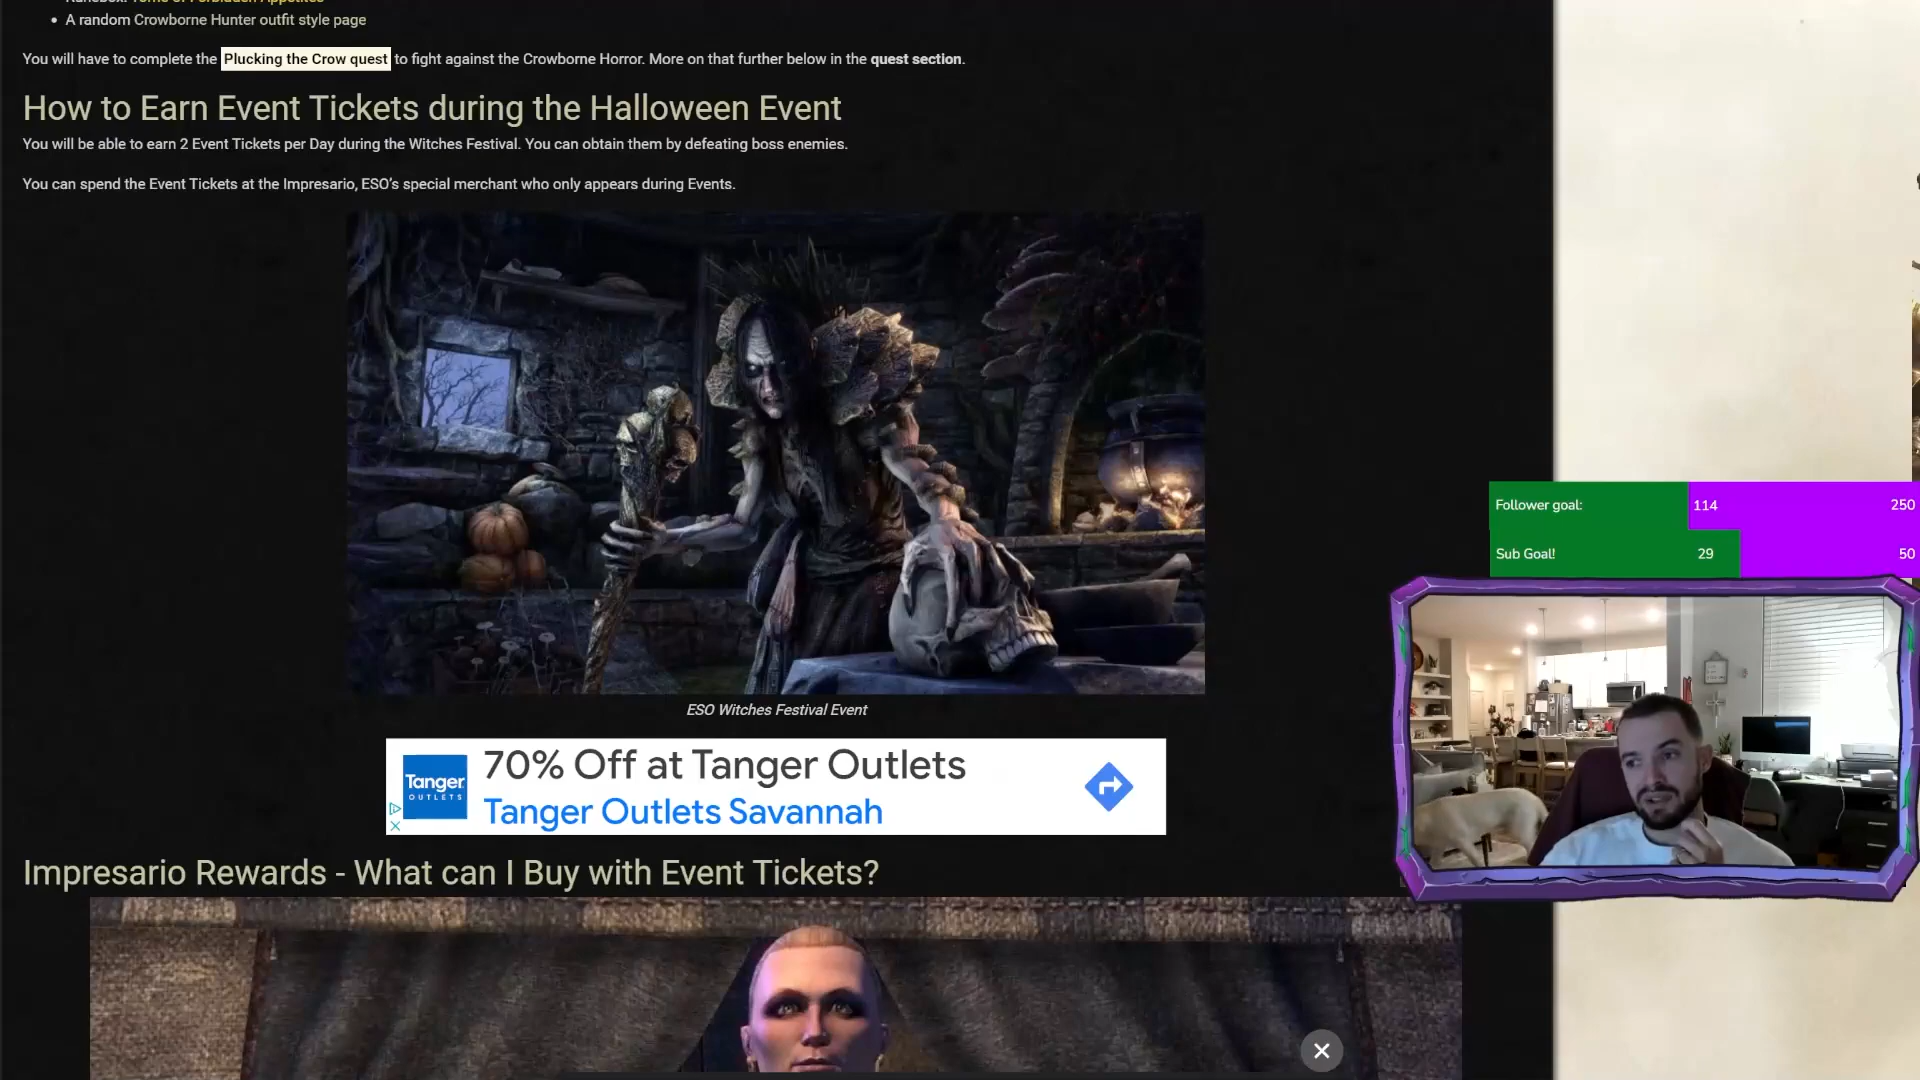 Runebox: Tome of Forbidden Appetites
A random Crowborne Hunter outfit style page
You will have to complete the Plucking the Crow quest to fight against the Crowborne Horror. More on that further below in the quest section.
How to Earn Event Tickets during the Halloween Event
You will be able to earn 2 Event Tickets per Day during the Witches Festival. You can obtain them by defeating boss enemies.
You can spend the Event Tickets at the Impresario, ESO's special merchant who only appears during Events.
Follower goal: 114 250
Sub Goal! 29 50
ESO Witches Festival Event
Tanger
OUTLETS
70% Off at Tanger Outlets
Tanger Outlets Savannah
Impresario Rewards - What can I Buy with Event Tickets?